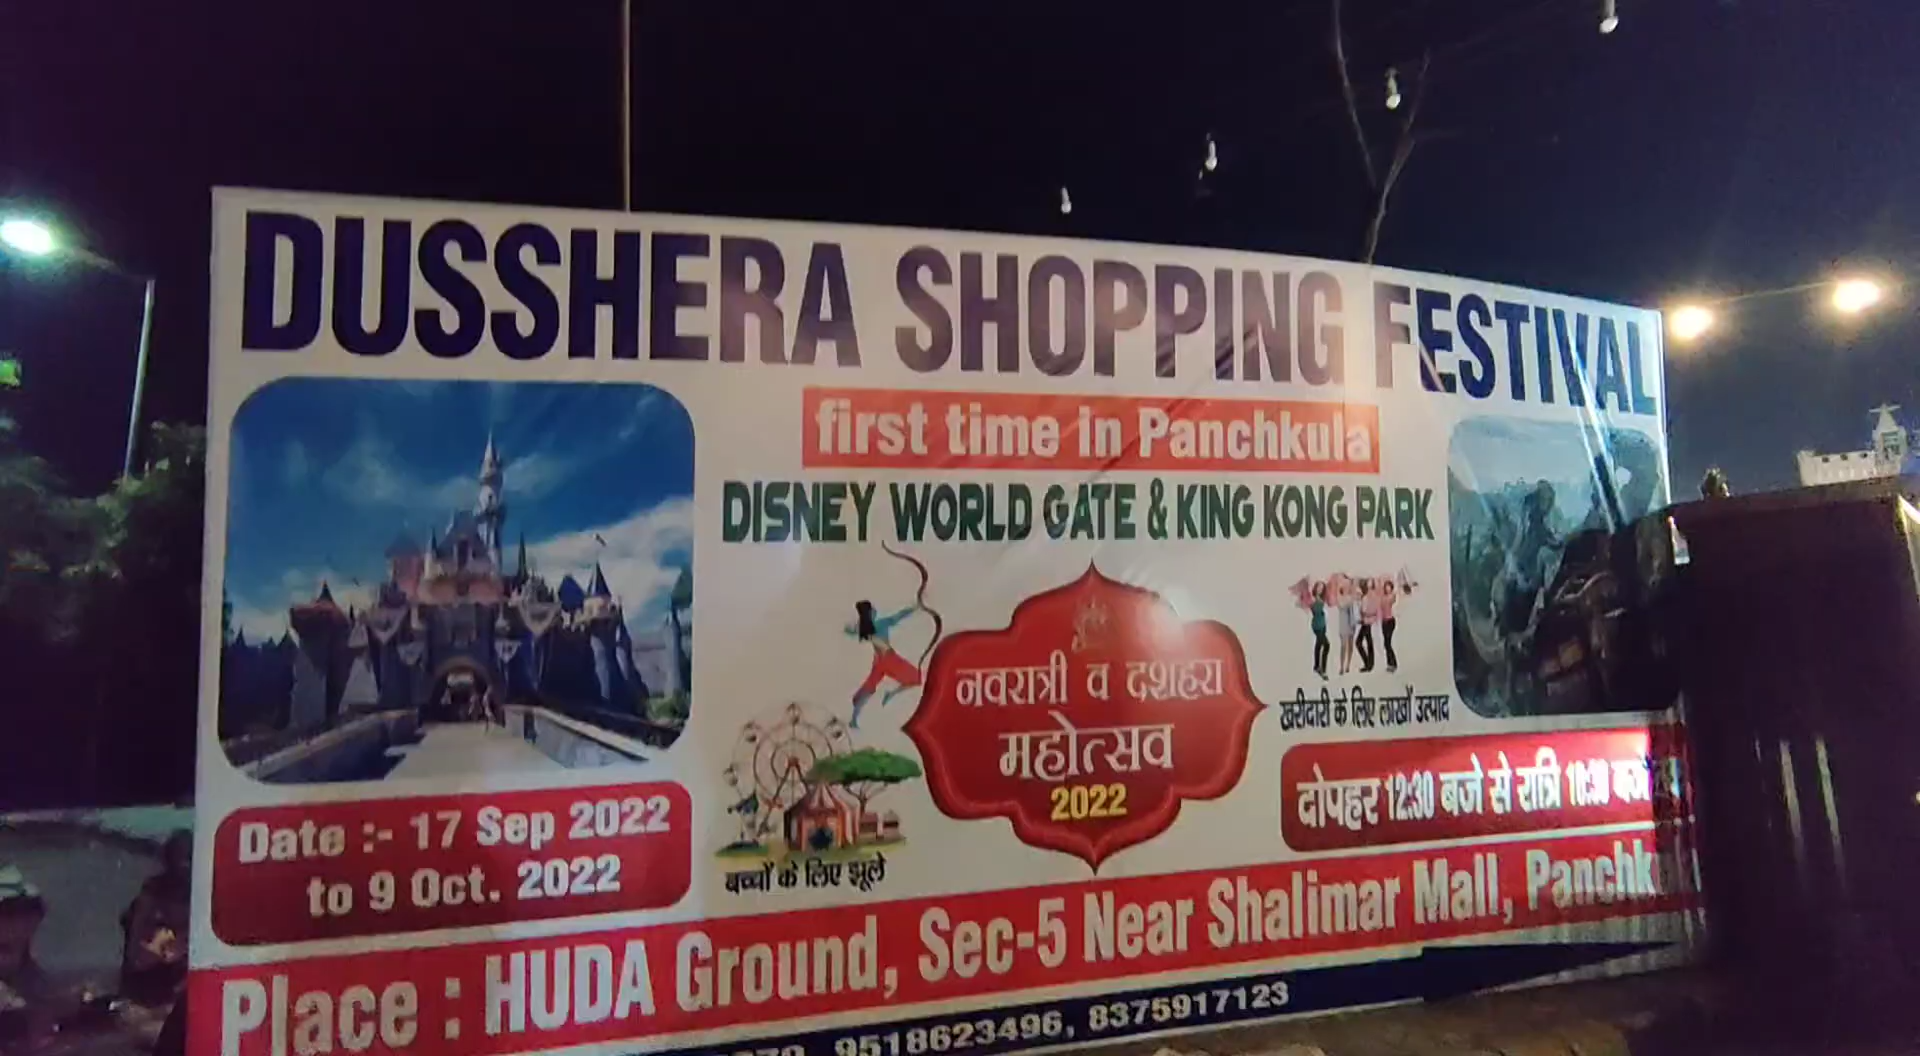 DUSSHERA SHOPPING FESTIVAL
first time in Panchkula
DISNEY WORLD GATE & KING KONG PARK
नवरात्री व दशहरा
महोत्सव
2022
खरीदारी के लिए लाखों उत्पाद
बच्चों के लिए झूले
दोपहर 12:30 बजे से रात्रि
Date :- 17 Sep 2022
to 9 Oct. 2022
Place : HUDA Ground, Sec-5 Near Shalimar Mall,
9518623496, 8375917123